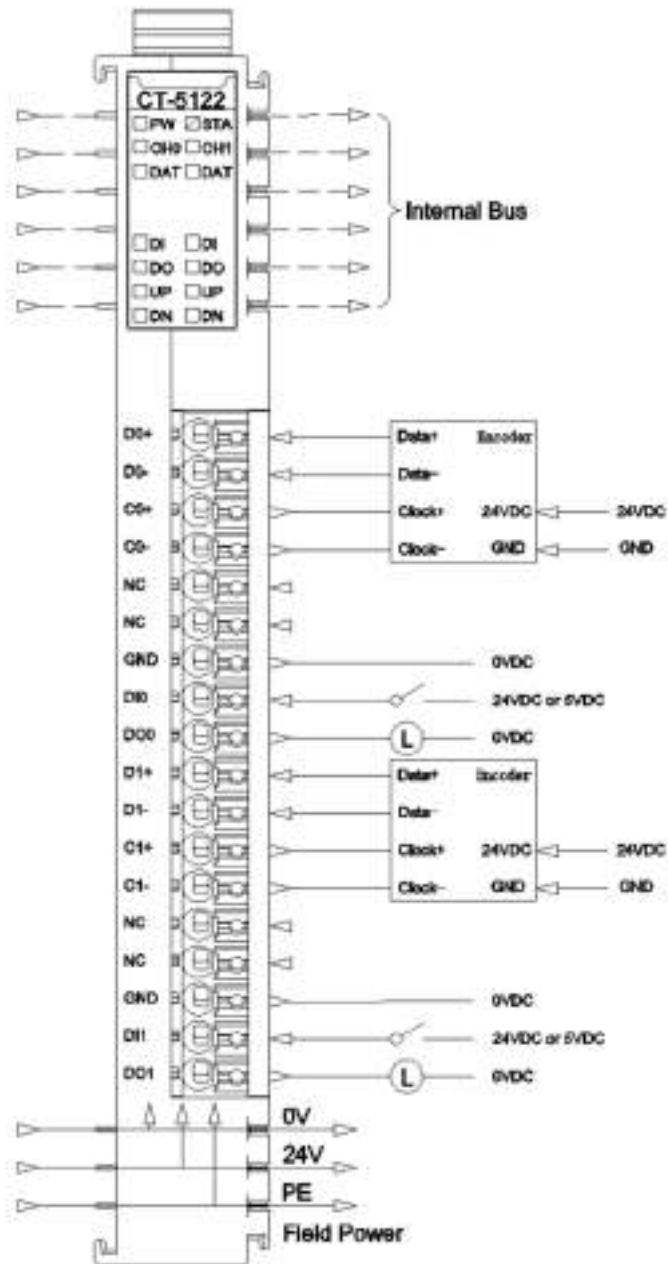 CT-5122
PW STA
CH0 CH1
DAT DAT
Internal Bus
DI DI
DO DO
UP UP
DN DN
D0+ Data+ Encoder
D0- Data-
C0+ Clock+ 24VDC 24VDC
C0- Clock- GND GND
NC
NC
GND 0VDC
DI0 24VDC or 5VDC
DO0 L 0VDC
D1+ Data+ Encoder
D1- Data-
C1+ Clock+ 24VDC 24VDC
C1- Clock- GND GND
NC
NC
GND 0VDC
DI1 24VDC or 5VDC
DO1 L 0VDC
0V
24V
PE
Field Power